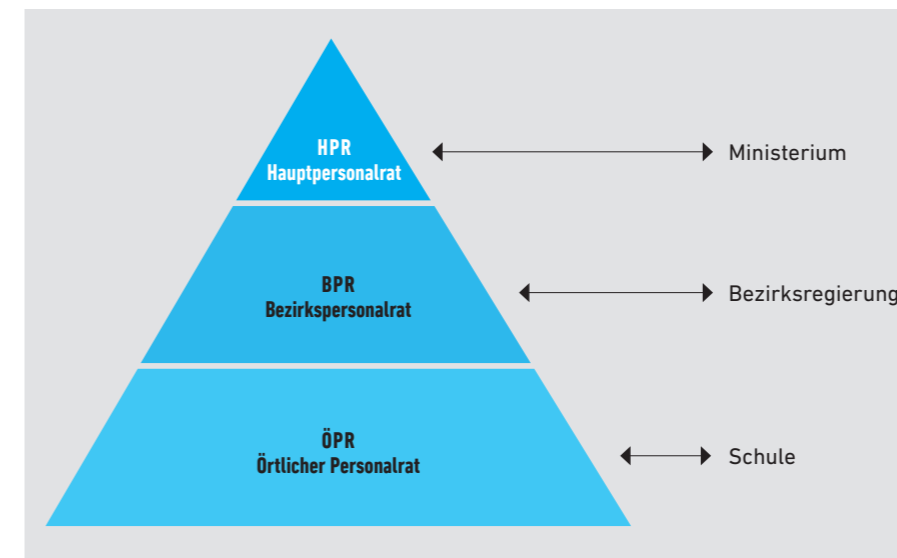 HPR
Hauptpersonalrat
Ministerium
BPR
Bezirkspersonalrat
Bezirksregierung
ÖPR
Örtlicher Personalrat
Schule